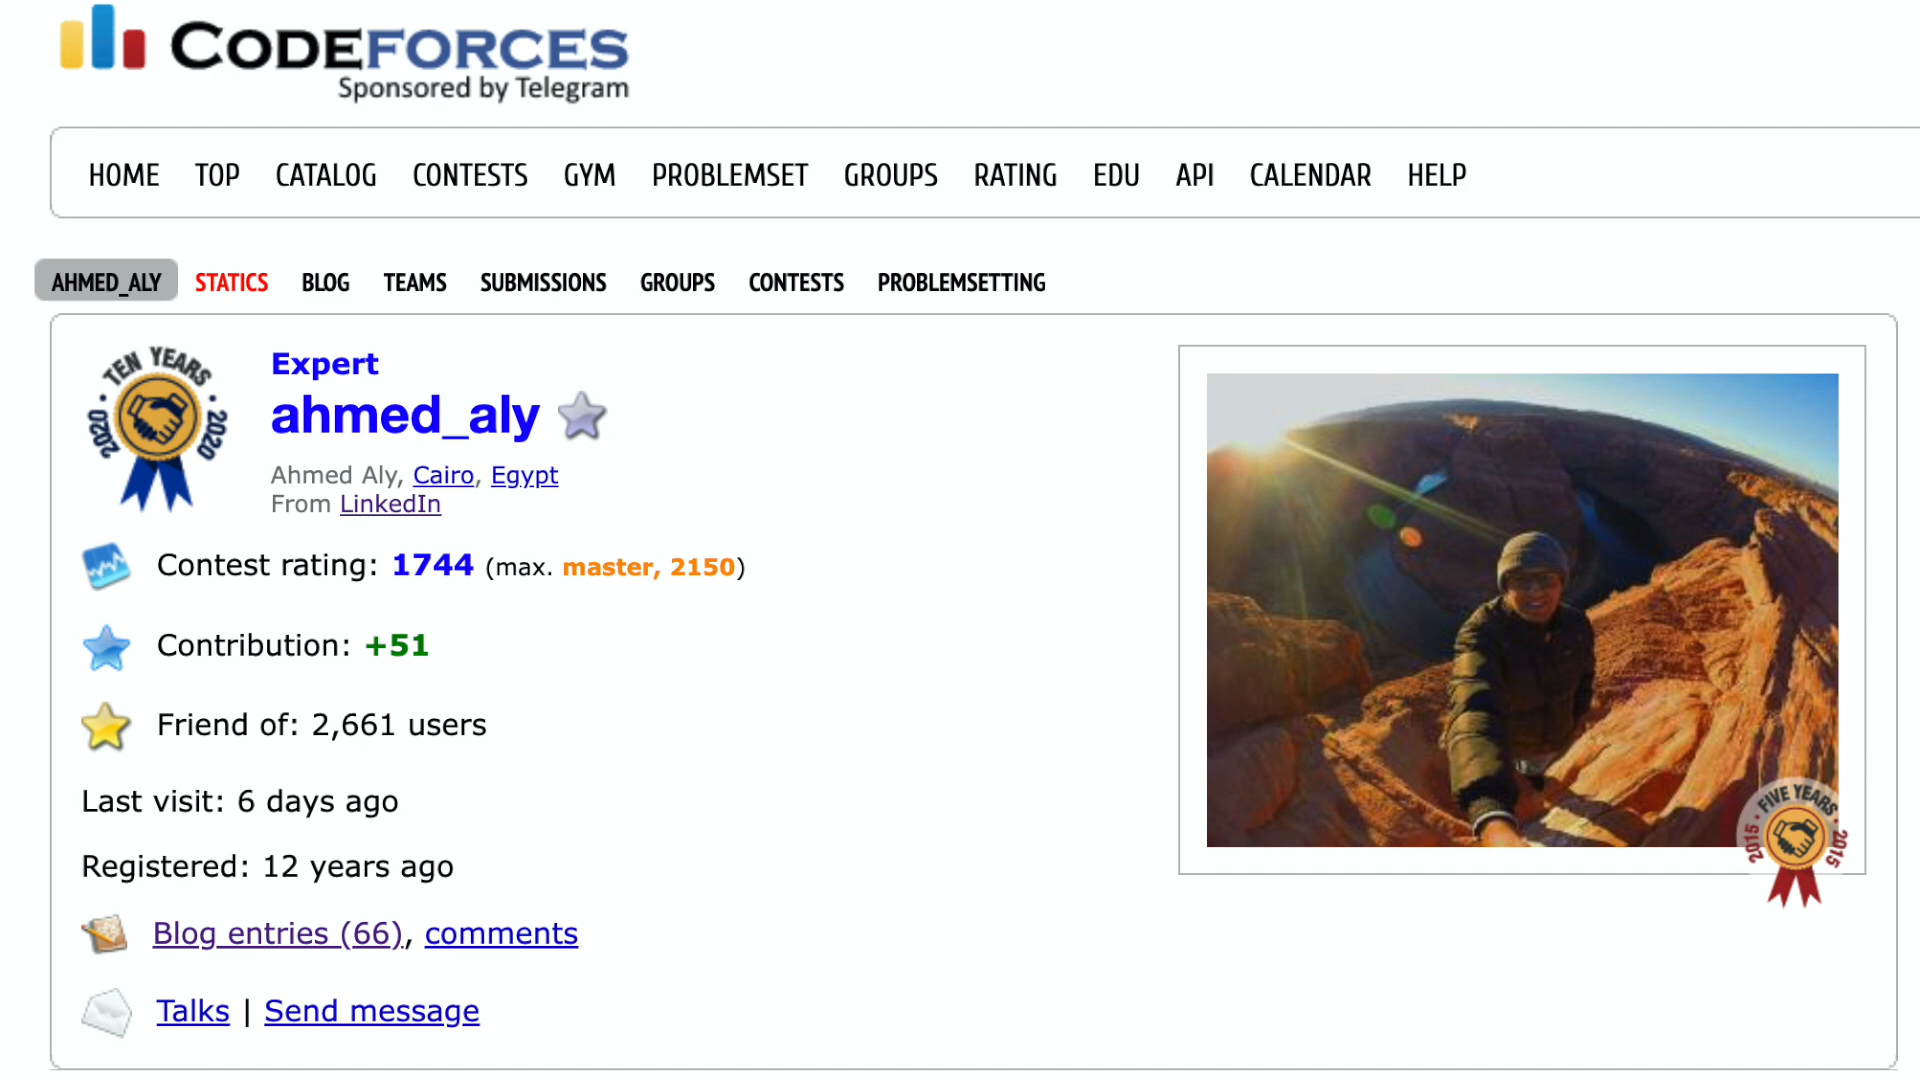 CODEFORCES
Sponsored by Telegram
HOME TOP CATALOG CONTESTS GYM PROBLEMSET GROUPS RATING EDU API CALENDAR HELP
AHMED_ALY STATICS BLOG TEAMS SUBMISSIONS GROUPS CONTESTS PROBLEMSETTING
TEN YEARS
2020 2020
Expert
ahmed_aly
Ahmed Aly, Cairo, Egypt
From LinkedIn
Contest rating: 1744 (max. master, 2150)
Contribution: +51
Friend of: 2,661 users
Last visit: 6 days ago
Registered: 12 years ago
Blog entries (66), comments
Talks | Send message
FIVE YEARS
2015 2015